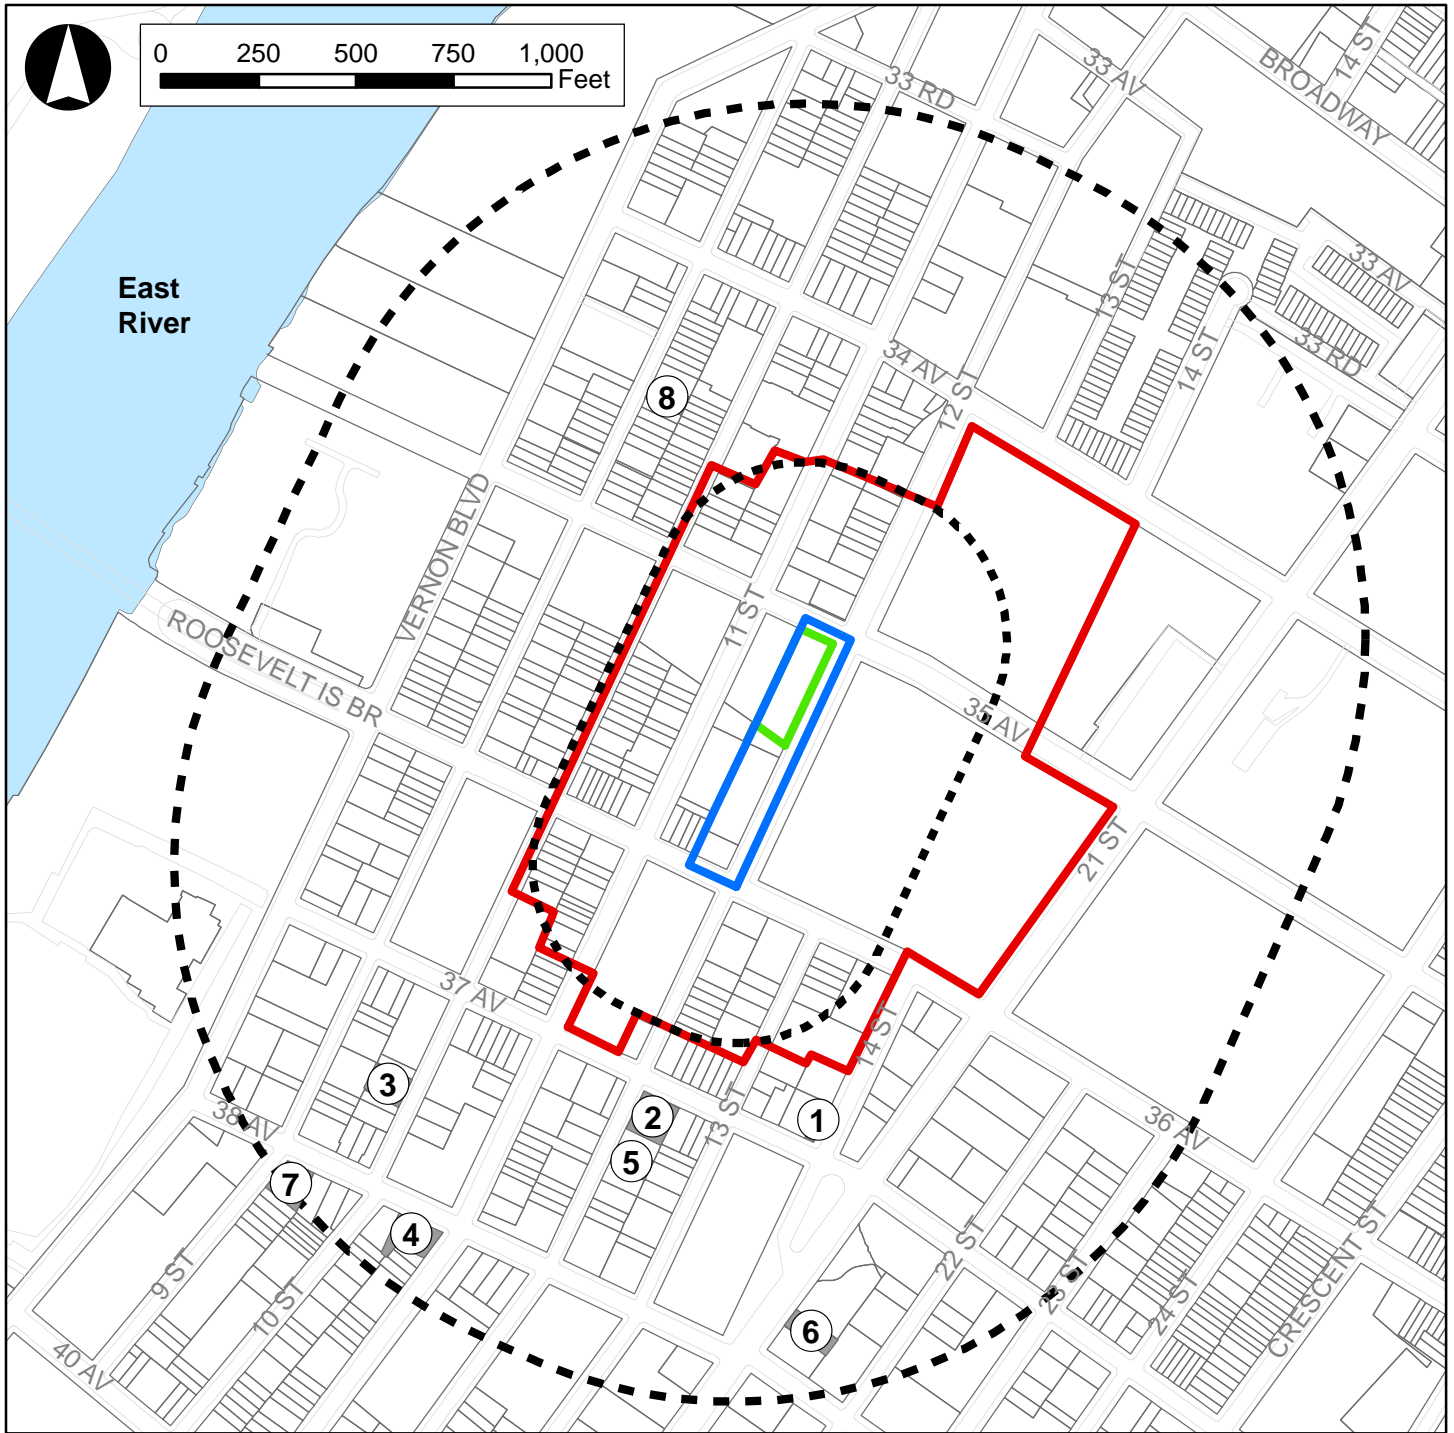 0 250 500 750 1,000
Feet
33 RD
33 AV
14 ST
BROADWAY
East
River
13 ST
33 AV
34 AV
14 ST
33 RD
8
12 ST
VERNON BLVD
11 ST
ROOSEVELT IS BR
35 AV
21 ST
37 AV
14 ST
3
2
13 ST
1
38 AV
36 AV
5
7
4
22 ST
9 ST
10 ST
23 ST
24 ST
CRESCENT ST
6
40 AV